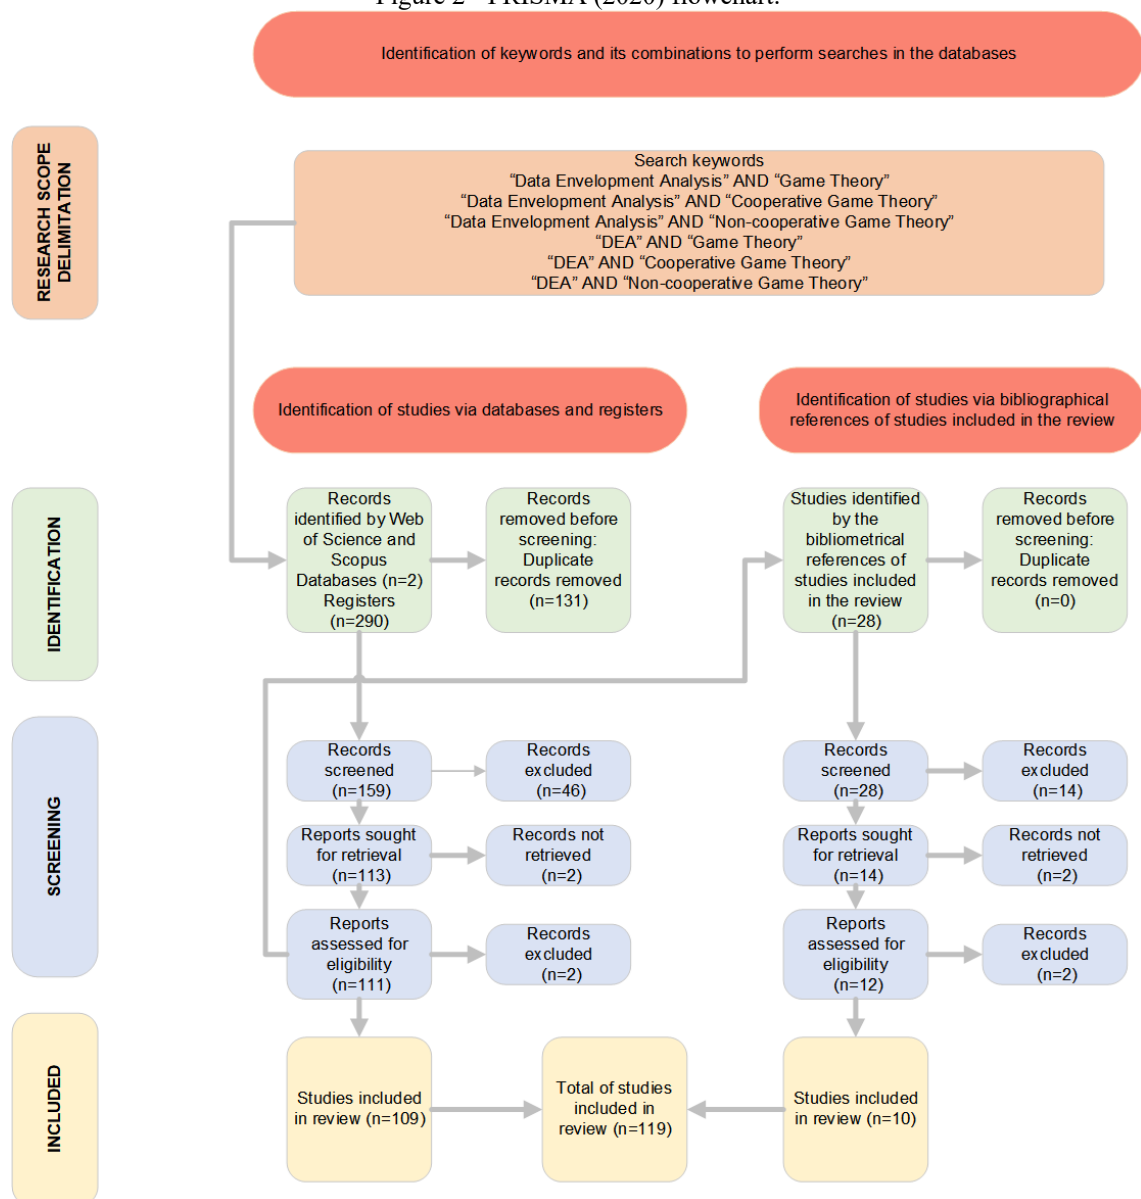 Figure 2 - PRISMA (2020) flowchart.
Identification of keywords and its combinations to perform searches in the databases
RESEARCH SCOPE
DELIMITATION
Search keywords
“Data Envelopment Analysis” AND “Game Theory”
“Data Envelopment Analysis” AND “Cooperative Game Theory”
“Data Envelopment Analysis” AND “Non-cooperative Game Theory”
“DEA” AND “Game Theory”
“DEA” AND “Cooperative Game Theory”
“DEA” AND “Non-cooperative Game Theory”
Identification of studies via databases and registers
Identification of studies via bibliographical
references of studies included in the review
IDENTIFICATION
Records
identified by Web
of Science and
Scopus
Databases (n=2)
Registers
(n=290)
Records
removed before
screening:
Duplicate
records removed
(n=131)
Studies identified
by the
bibliometrical
references of
studies included
in the review
(n=28)
Records
removed before
screening:
Duplicate
records removed
(n=0)
SCREENING
Records
screened
(n=159)
Records
excluded
(n=46)
Records
screened
(n=28)
Records
excluded
(n=14)
Reports sought
for retrieval
(n=113)
Records not
retrieved
(n=2)
Reports sought
for retrieval
(n=14)
Records not
retrieved
(n=2)
Reports
assessed for
eligibility
(n=111)
Records
excluded
(n=2)
Reports
assessed for
eligibility
(n=12)
Records
excluded
(n=2)
INCLUDED
Studies included
in review (n=109)
Total of studies
included in
review (n=119)
Studies included
in review (n=10)